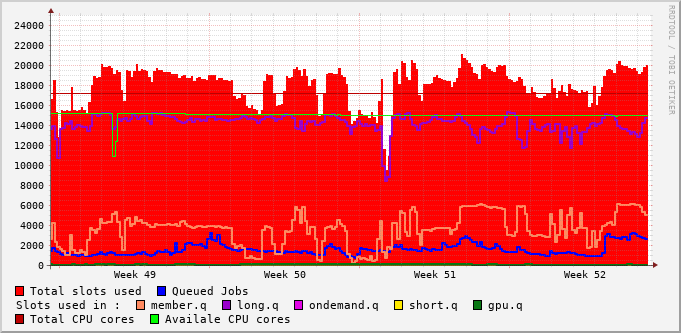 24000
22000
20000
18000
16000
14000
12000
10000
8000
6000
4000
2000
0
Week 49 Week 50 Week 51 Week 52
Total slots used Queued Jobs
Slots used in : member.q long.q ondemand.q short.q gpu.q
Total CPU cores Availale CPU cores
RRDTOOL / TOBI OETIKER